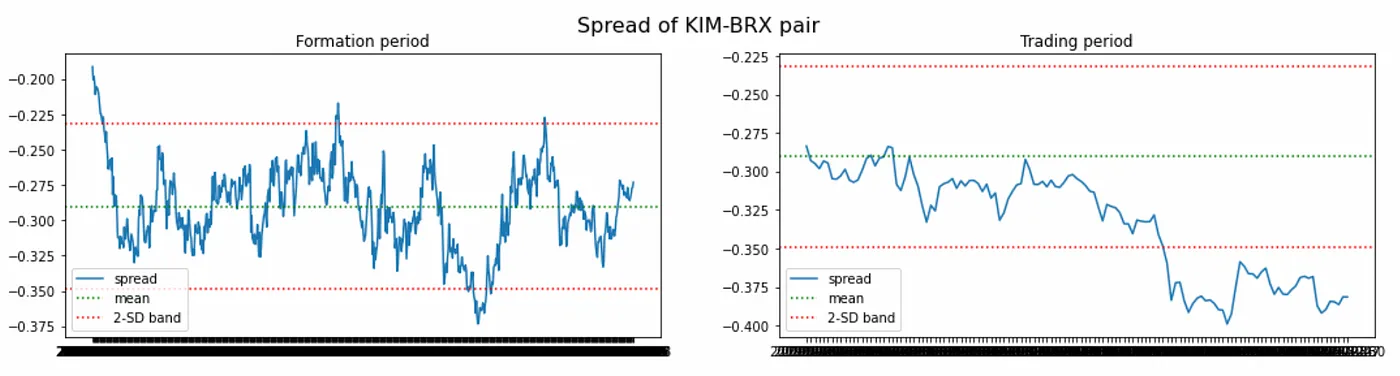 Spread of KIM-BRX pair
Formation period
−0.200
−0.225
−0.250
−0.275
−0.300
−0.325
−0.350
−0.375
spread
mean
2-SD band
Trading period
−0.225
−0.250
−0.275
−0.300
−0.325
−0.350
−0.375
−0.400
spread
mean
2-SD band